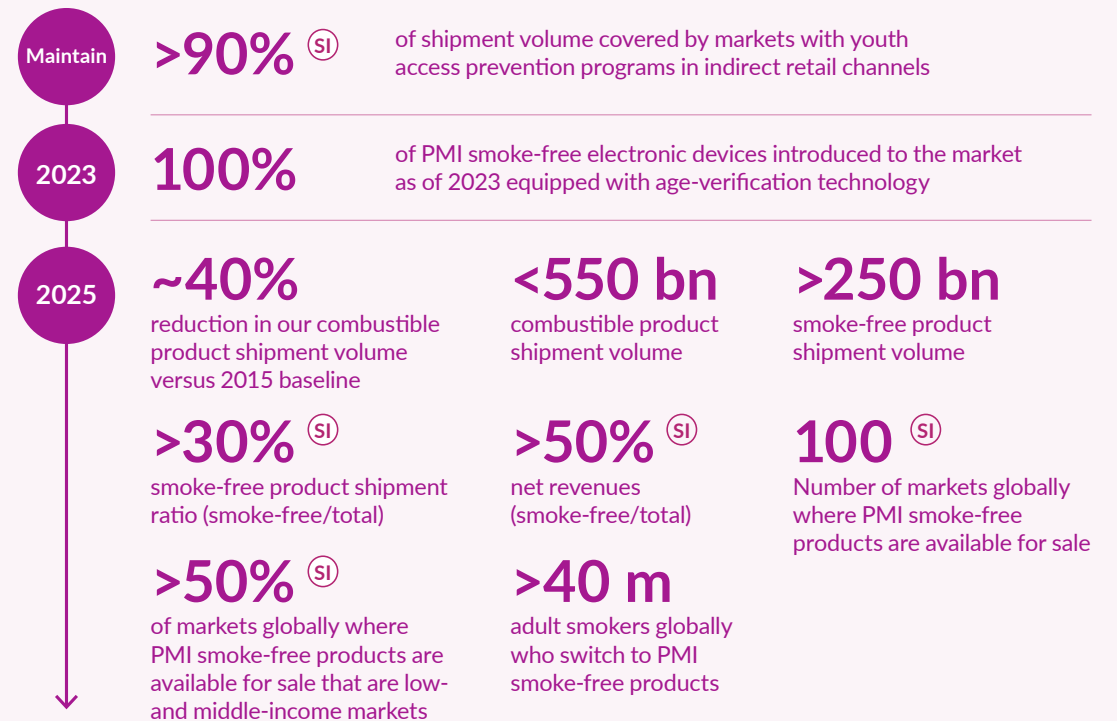 Maintain
>90% SI
of shipment volume covered by markets with youth
access prevention programs in indirect retail channels
2023
100%
of PMI smoke-free electronic devices introduced to the market
as of 2023 equipped with age-verification technology
2025
~40%
reduction in our combustible
product shipment volume
versus 2015 baseline
<550 bn
combustible product
shipment volume
>250 bn
smoke-free product
shipment volume
>30% SI
smoke-free product shipment
ratio (smoke-free/total)
>50% SI
net revenues
(smoke-free/total)
100 SI
Number of markets globally
where PMI smoke-free
products are available for sale
>50% SI
of markets globally where
PMI smoke-free products are
available for sale that are low-
and middle-income markets
>40 m
adult smokers globally
who switch to PMI
smoke-free products